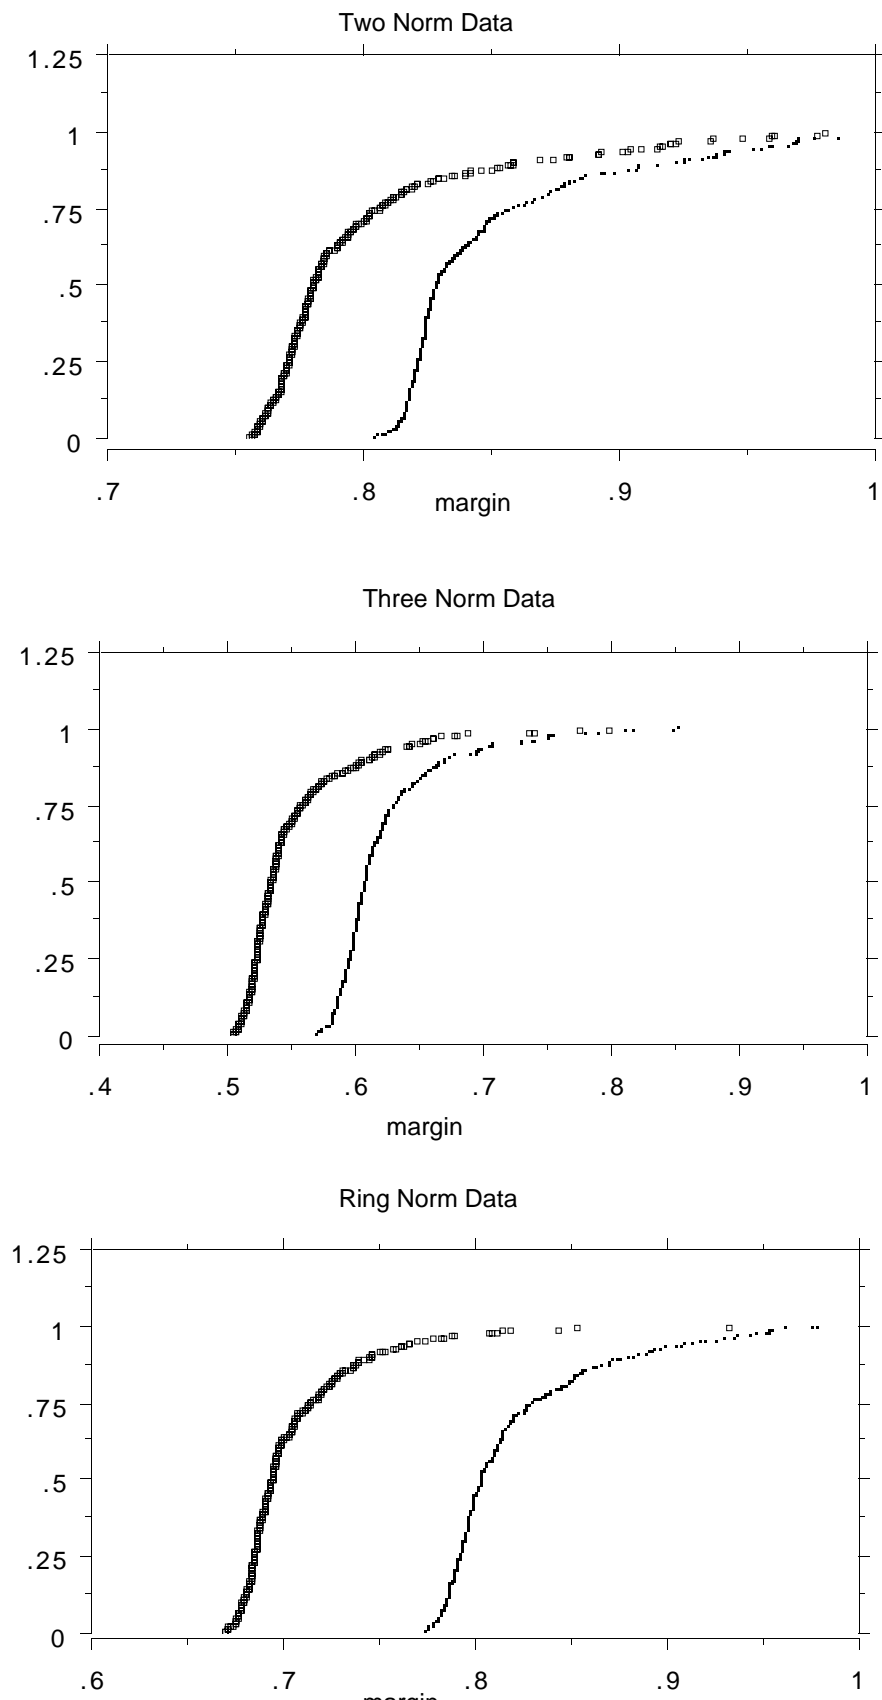 Two Norm Data
1.25
1
.75
.5
.25
0
.7 .8 .9 1
margin
Three Norm Data
1.25
1
.75
.5
.25
0
.4 .5 .6 .7 .8 .9 1
margin
Ring Norm Data
1.25
1
.75
.5
.25
0
.6 .7 .8 .9 1
margin